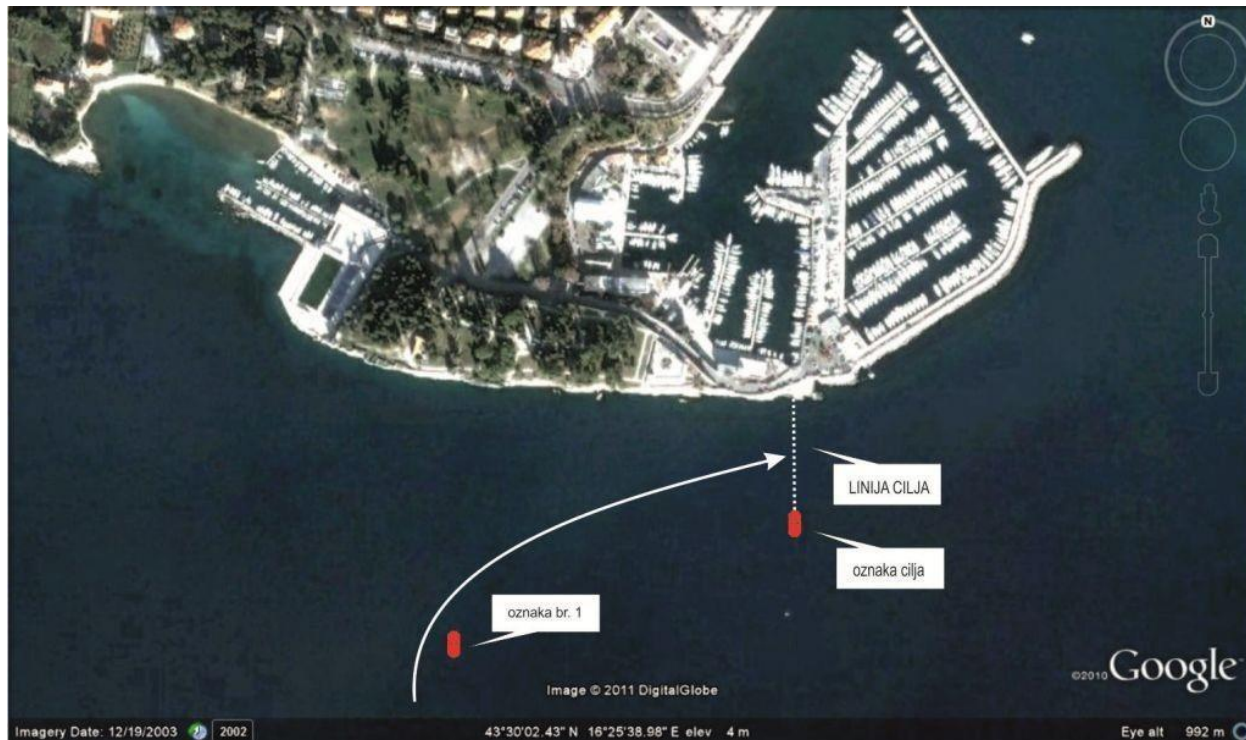 N
LINIJA CILJA
oznaka cilja
oznaka br. 1
©2010 Google
Image © 2011 DigitalGlobe
Imagery Date: 12/19/2003 2002 43°30'02.43" N 16°25'38.98" E elev 4 m Eye alt 992 m